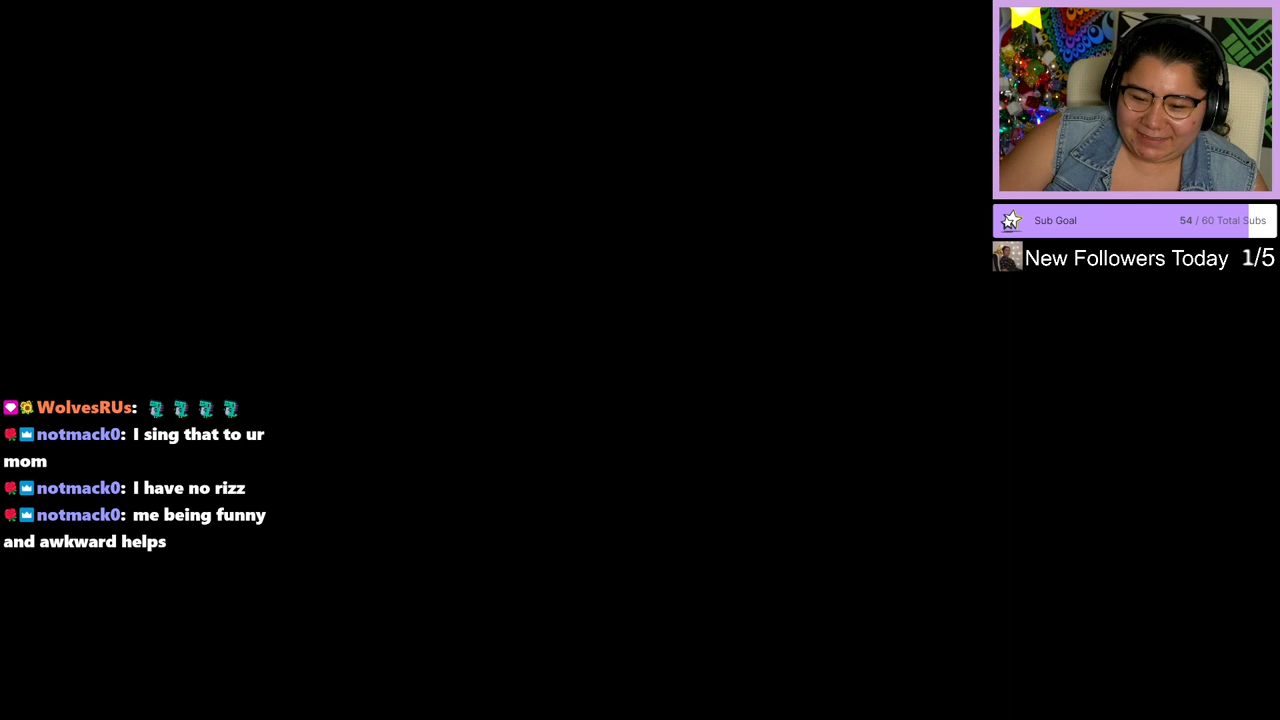 Sub Goal 54 / 60 Total Subs
New Followers Today 1/5
WolvesRUs:
notmack0: I sing that to ur
mom
notmack0: I have no rizz
notmack0: me being funny
and awkward helps